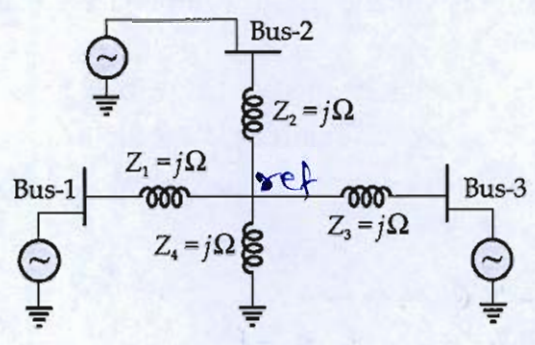 Bus-2
Z₂ = jΩ
Z₁ = jΩ
Bus-1
ref
Bus-3
Z₃ = jΩ
Z₄ = jΩ